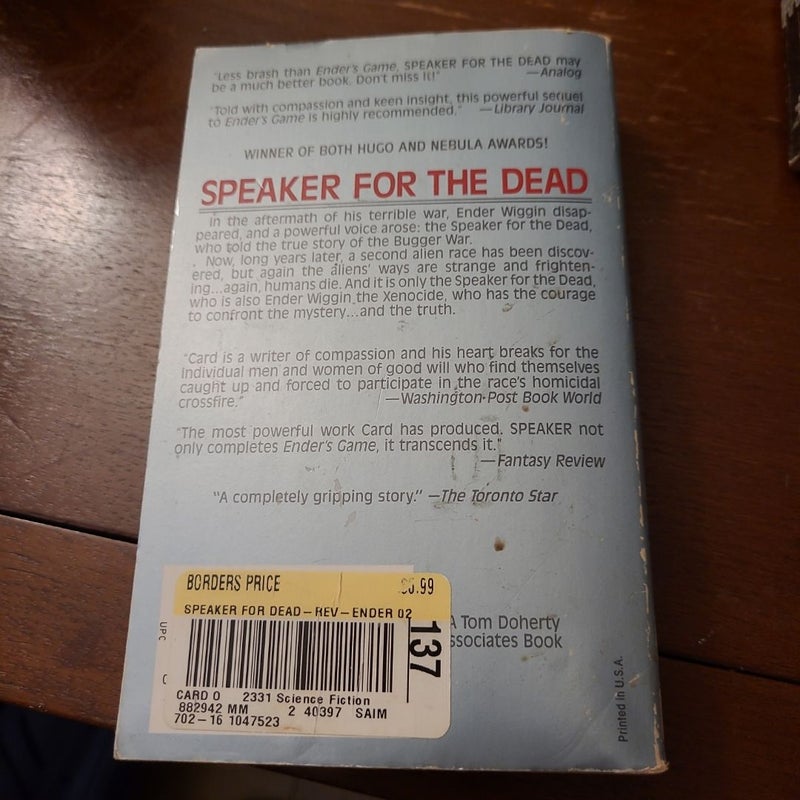 "Less brash than Ender's Game, SPEAKER FOR THE DEAD may
be a much better book. Don't miss it!" —Analog
"Told with compassion and keen insight, this powerful sequel
to Ender's Game is highly recommended." —Library Journal
WINNER OF BOTH HUGO AND NEBULA AWARDS!
SPEAKER FOR THE DEAD
In the aftermath of his terrible war, Ender Wiggin disap-
peared, and a powerful voice arose: the Speaker for the Dead,
who told the true story of the Bugger War.
Now, long years later, a second alien race has been discov-
ered, but again the aliens' ways are strange and frighten-
ing...again, humans die. And it is only the Speaker for the Dead,
who is also Ender Wiggin the Xenocide, who has the courage
to confront the mystery...and the truth.
"Card is a writer of compassion and his heart breaks for the
individual men and women of good will who find themselves
caught up and forced to participate in the race's homicidal
crossfire." —Washington Post Book World
"The most powerful work Card has produced. SPEAKER not
only completes Ender's Game, it transcends it."
—Fantasy Review
"A completely gripping story." —The Toronto Star
BORDERS PRICE .99
SPEAKER FOR DEAD—REV—ENDER 02
UPC
137
CARD O 2331 Science Fiction
882942 MM 2 40397 SAIM
702—16 1047523
A Tom Doherty
ssociates Book
Printed in U.S.A.